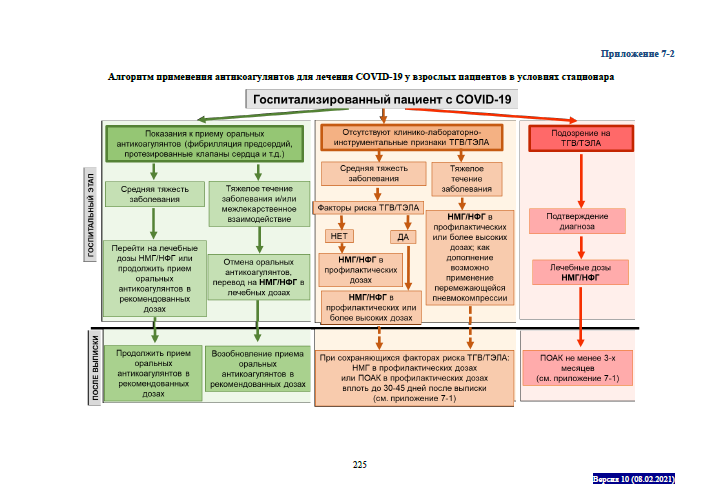 Приложение 7-2
Алгоритм применения антикоагулянтов для лечения COVID-19 у взрослых пациентов в условиях стационара
Госпитализированный пациент с COVID-19
ГОСПИТАЛЬНЫЙ ЭТАП
Показания к приему оральных
антикоагулянтов (фибрилляция предсердий,
протезированные клапаны сердца и т.д.)
Средняя тяжесть
заболевания
Тяжелое течение
заболевания и/или
межлекарственное
взаимодействие
Перейти на лечебные
дозы НМГ/НФГ или
продолжить прием
оральных
антикоагулянтов в
рекомендованных
дозах
Отмена оральных
антикоагулянтов,
перевод на НМГ/НФГ в
лечебных дозах
Отсутствуют клинико-лабораторно-
инструментальные признаки ТГВ/ТЭЛА
Средняя тяжесть
заболевания
Тяжелое
течение
заболевания
Факторы риска ТГВ/ТЭЛА
НЕТ
ДА
НМГ/НФГ в
профилактических
дозах
НМГ/НФГ в
профилактических или
более высоких дозах
НМГ/НФГ в
профилактических
или более высоких
дозах; как
дополнение
возможно
применение
перемежающейся
пневмокомпрессии
Подозрение на
ТГВ/ТЭЛА
Подтверждение
диагноза
Лечебные дозы
НМГ/НФГ
ПОСЛЕ ВЫПИСКИ
Продолжить прием
оральных
антикоагулянтов в
рекомендованных
дозах
Возобновление приема
оральных
антикоагулянтов в
рекомендованных дозах
При сохраняющихся факторах риска ТГВ/ТЭЛА:
НМГ в профилактических дозах
или ПОАК в профилактических дозах
вплоть до 30-45 дней после выписки
(см. приложение 7-1)
ПОАК не менее 3-х
месяцев
(см. приложение 7-1)
225
Версия 10 (08.02.2021)